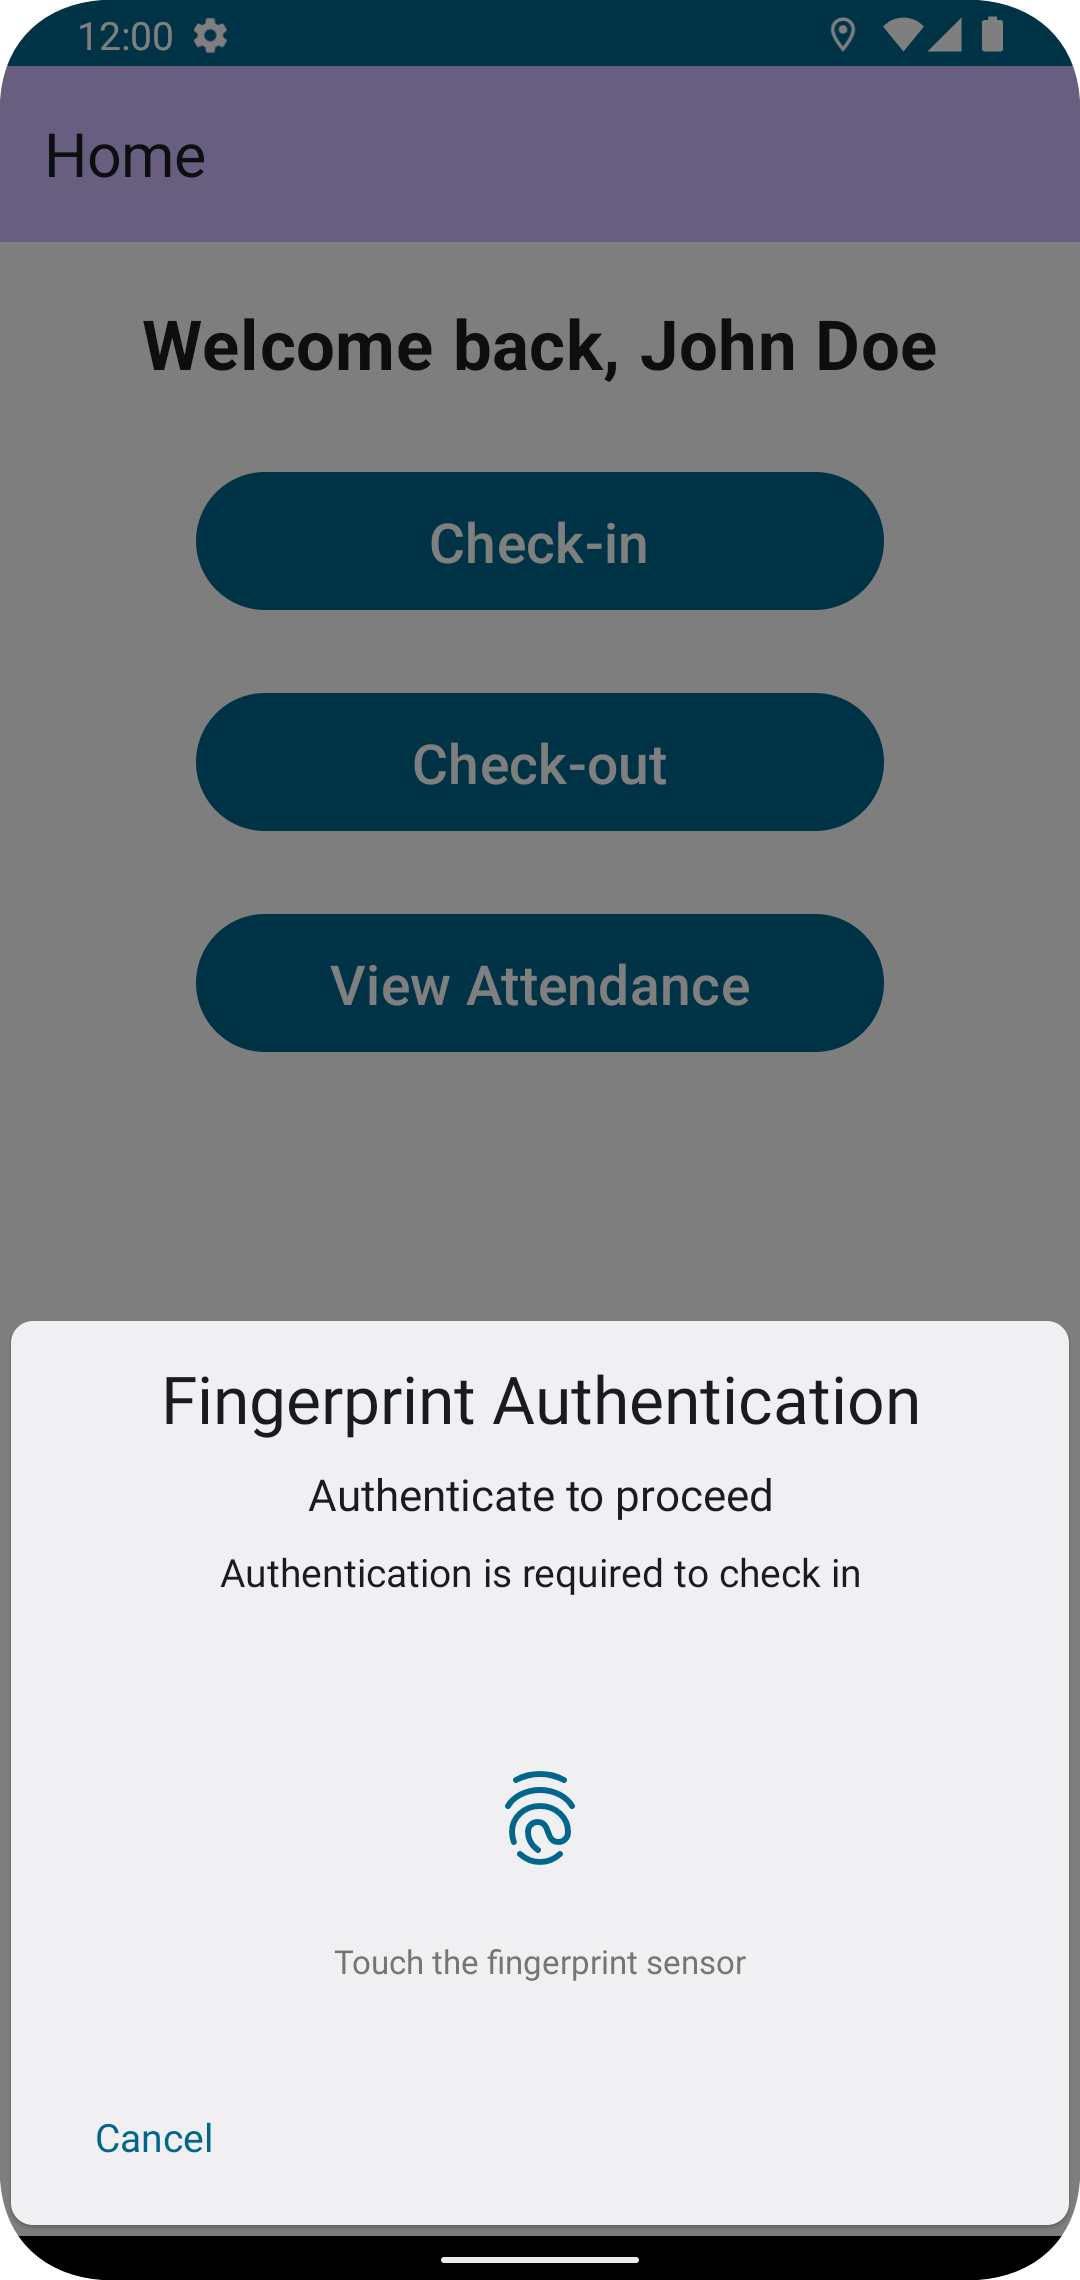 12:00
Home
Welcome back, John Doe
Check-in
Check-out
View Attendance
Fingerprint Authentication
Authenticate to proceed
Authentication is required to check in
Touch the fingerprint sensor
Cancel